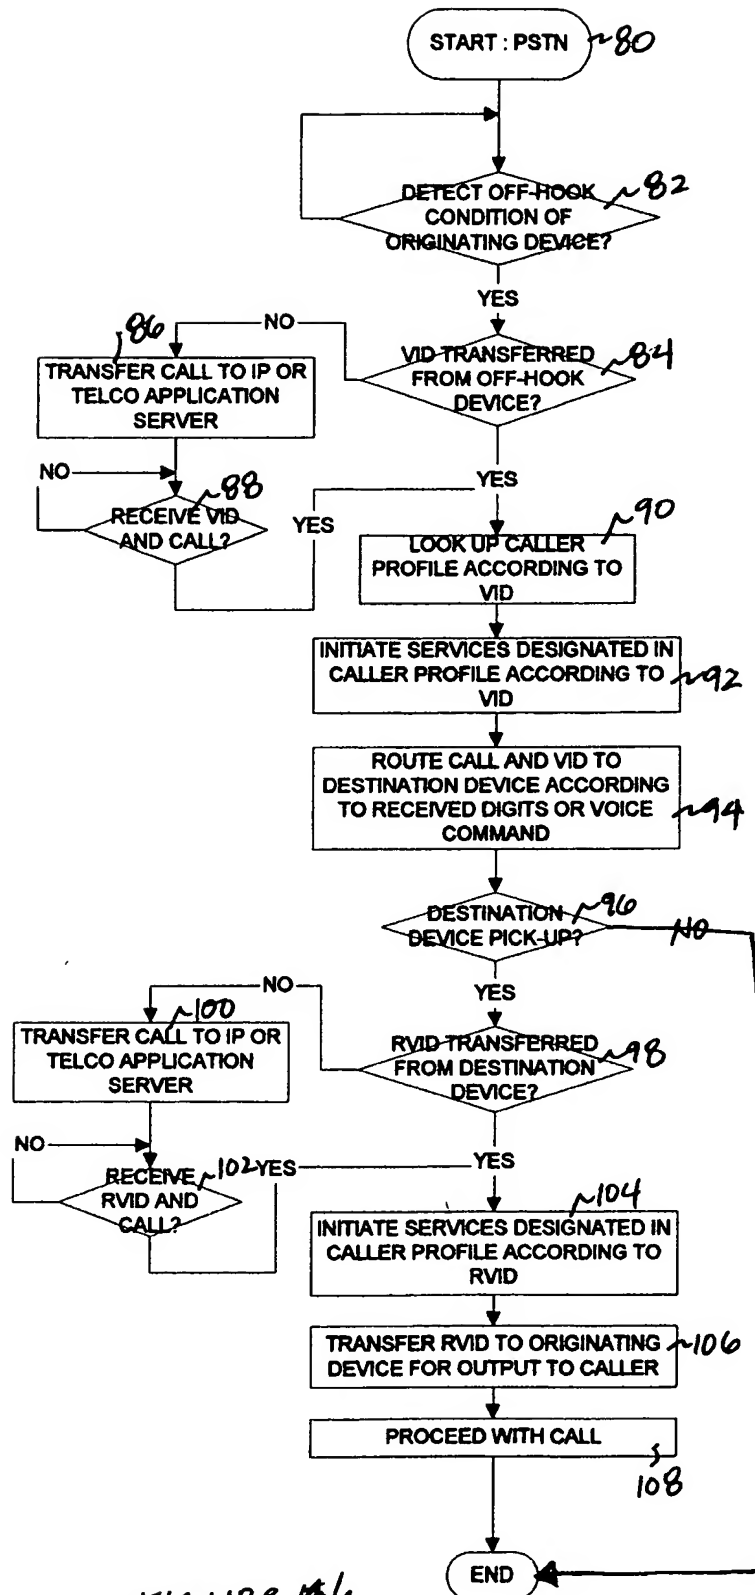 START : PSTN
80
DETECT OFF-HOOK
CONDITION OF
ORIGINATING DEVICE?
82
YES
NO
86
TRANSFER CALL TO IP OR
TELCO APPLICATION
SERVER
VID TRANSFERRED
FROM OFF-HOOK
DEVICE?
84
NO
88
RECEIVE VID
AND CALL?
YES
YES
90
LOOK UP CALLER
PROFILE ACCORDING TO
VID
INITIATE SERVICES DESIGNATED IN
CALLER PROFILE ACCORDING TO
VID
92
ROUTE CALL AND VID TO
DESTINATION DEVICE ACCORDING
TO RECEIVED DIGITS OR VOICE
COMMAND
94
DESTINATION
DEVICE PICK-UP?
96
NO
YES
NO
100
TRANSFER CALL TO IP OR
TELCO APPLICATION
SERVER
RVID TRANSFERRED
FROM DESTINATION
DEVICE?
98
NO
RECEIVE
RVID AND
CALL?
102
YES
YES
104
INITIATE SERVICES DESIGNATED IN
CALLER PROFILE ACCORDING TO
RVID
TRANSFER RVID TO ORIGINATING
DEVICE FOR OUTPUT TO CALLER
106
PROCEED WITH CALL
108
END